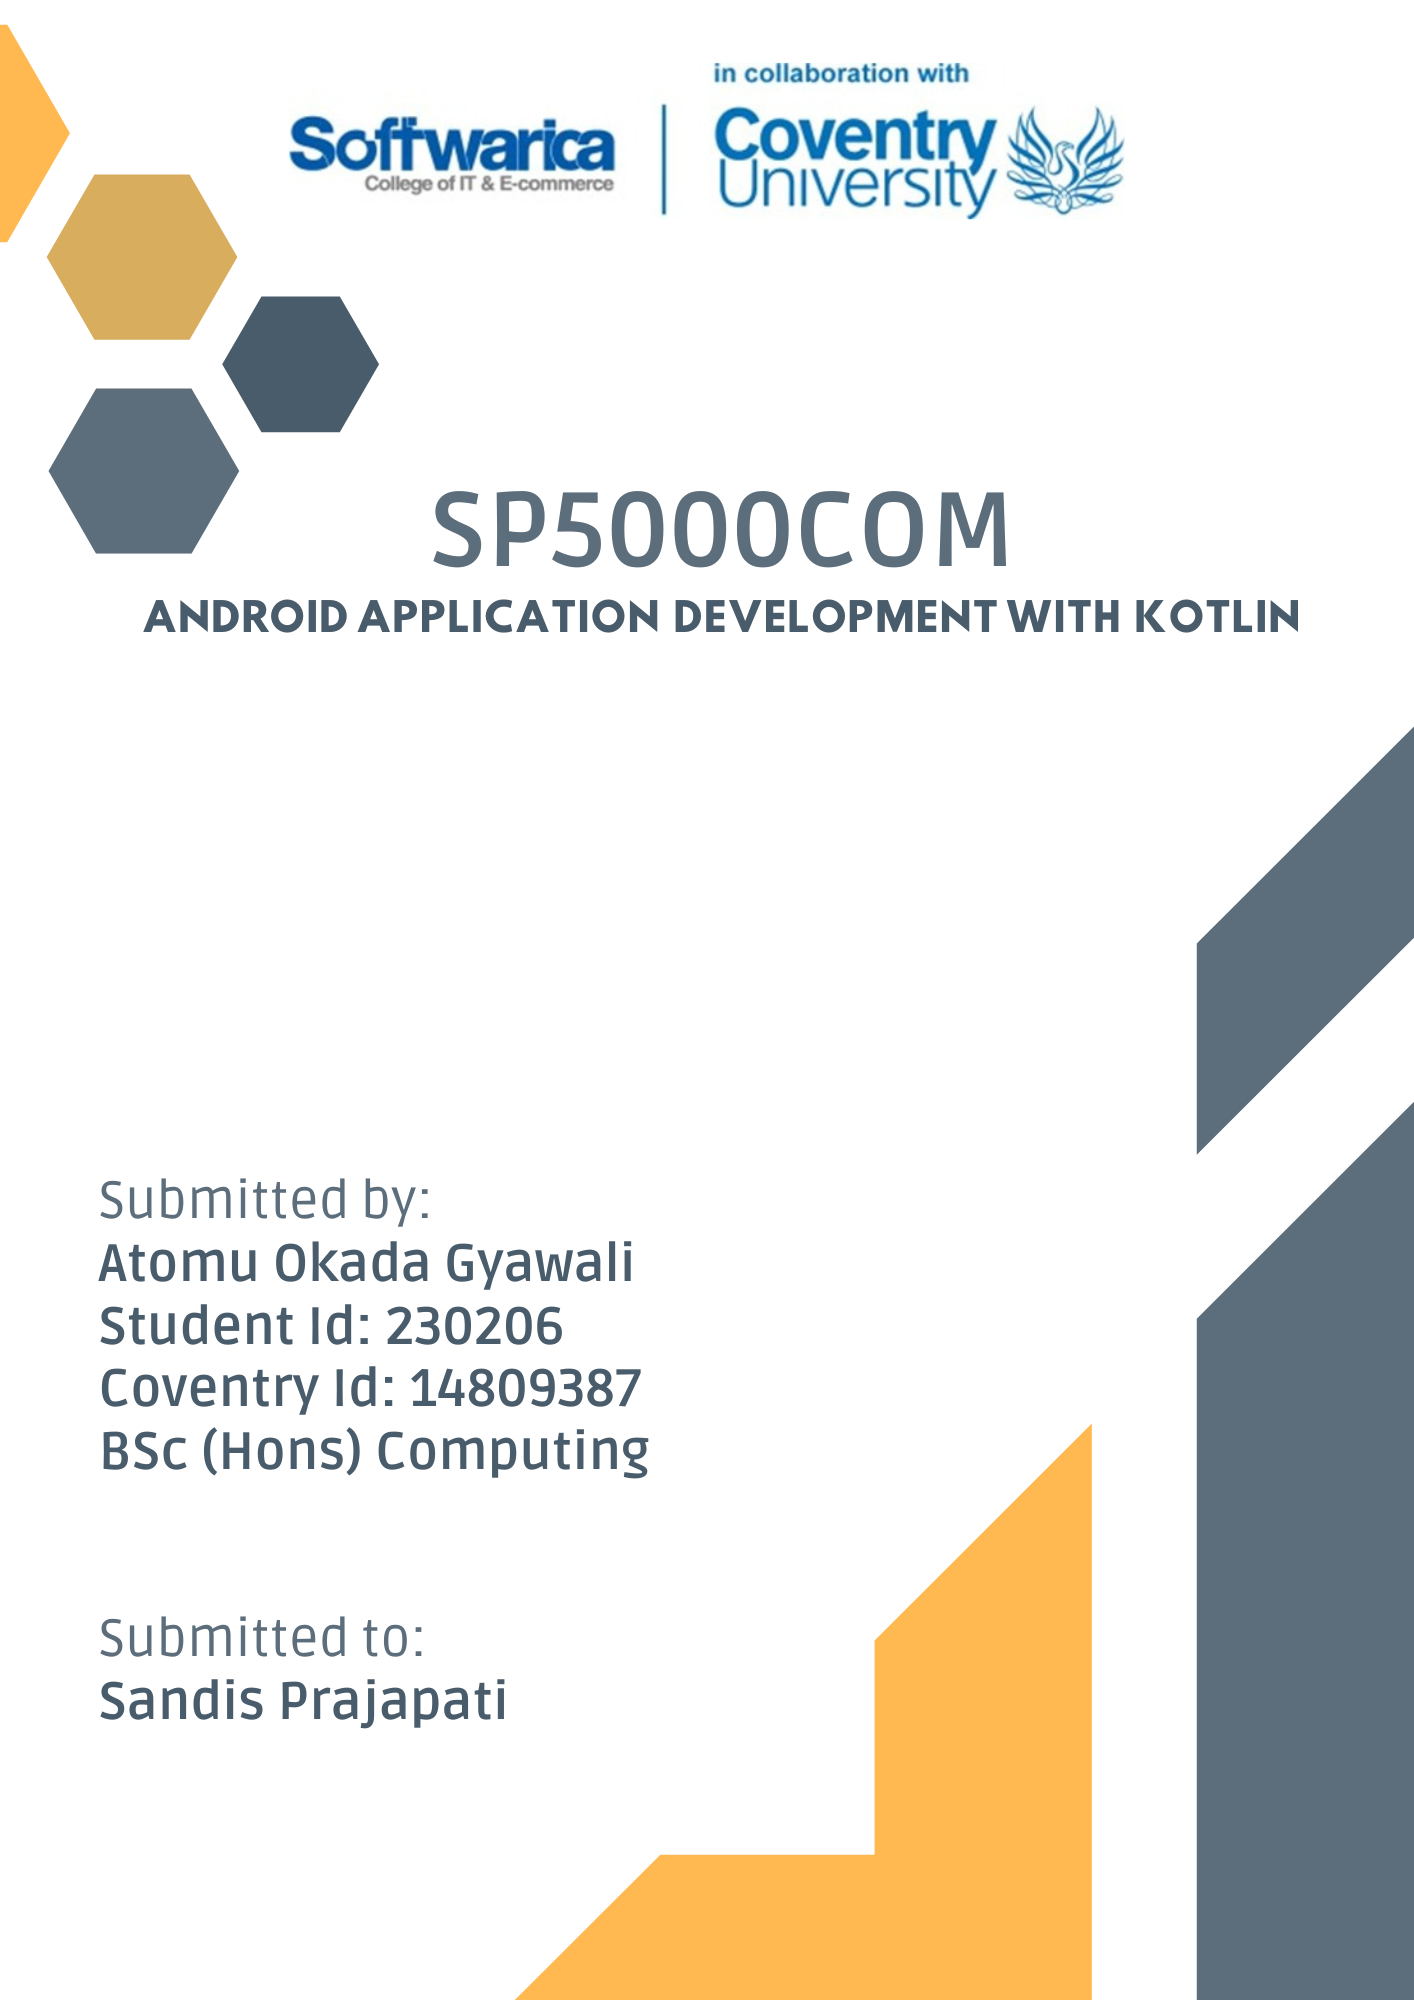 in collaboration with
Softwarica
College of IT & E-commerce
Coventry
University
SP5000COM
ANDROID APPLICATION DEVELOPMENT WITH KOTLIN
Submitted by:
Atomu Okada Gyawali
Student Id: 230206
Coventry Id: 14809387
BSc (Hons) Computing
Submitted to:
Sandis Prajapati